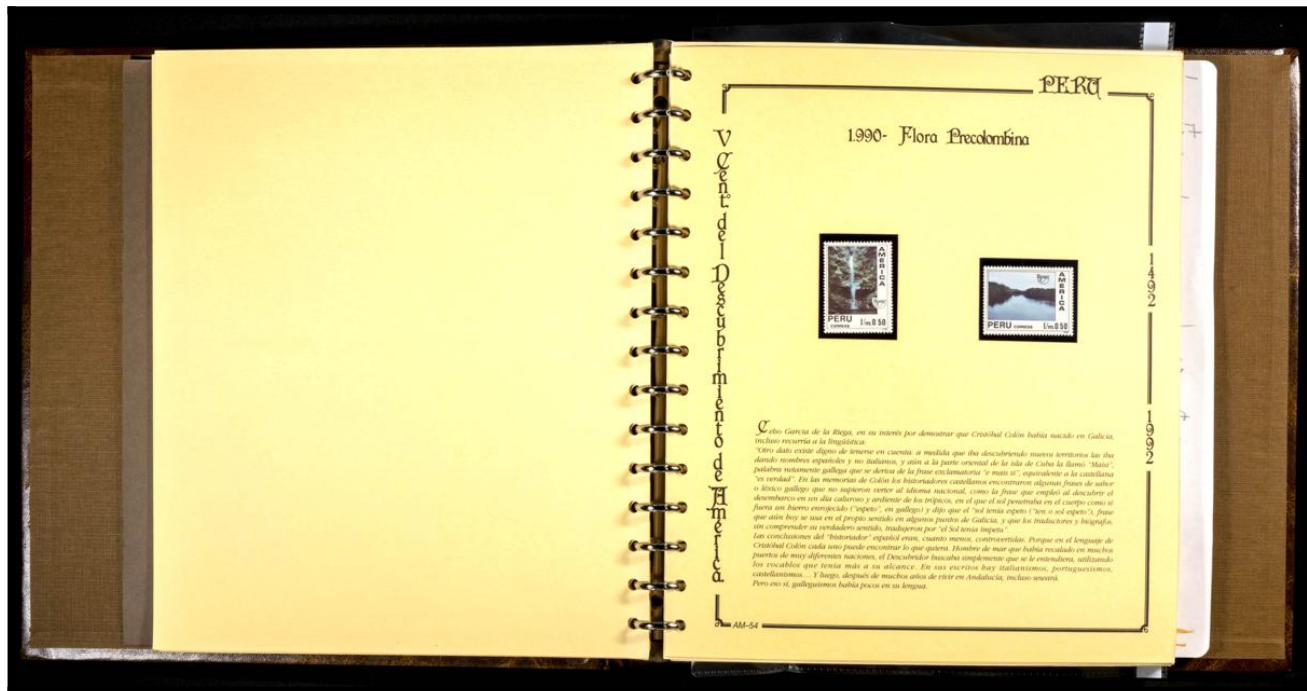 PERU
1.990- Flora Precolombina
V Cent. del Descubrimiento de América
1492
1992
AMERICA
PERU CORREOS I/m.0.50
AMERICA
PERU CORREOS I/m.0.50
Celso García de la Riega, en su interés por demostrar que Cristóbal Colón había nacido en Galicia,
incluso recurría a la lingüística:
"Otro dato existe digno de tenerse en cuenta: a medida que iba descubriendo nuevos territorios las iba
dando nombres españoles y no italianos, y aún a la parte oriental de la isla de Cuba la llamó "Maisi",
palabra netamente gallega que se deriva de la frase exclamatoria "e mais si", equivalente a la castellana
"es verdad". En las memorias de Colón los historiadores castellanos encontraron algunas frases de sabor
o léxico gallego que no supieron verter al idioma nacional, como la frase que empleó al descubrir el
desembarco en un día caluroso y ardiente de los trópicos, en el que el sol penetraba en el cuerpo como si
fuera un hierro enrojecido ("espeto", en gallego) y dijo que el "sol tenía espeto ("ten o sol espeto"), frase
que aún hoy se usa en el propio sentido en algunos puntos de Galicia, y que los traductores y biógrafos,
sin comprender su verdadero sentido, tradujeron por "el Sol tenía ímpetu".
Las conclusiones del "historiador" español eran, cuanto menos, controvertidas. Porque en el lenguaje de
Cristóbal Colón cada uno puede encontrar lo que quiera. Hombre de mar que había recalado en muchos
puertos de muy diferentes naciones, el Descubridor buscaba simplemente que se le entendiera, utilizando
los vocablos que tenía más a su alcance. En sus escritos hay italianismos, portuguesismos,
castellanismos.... Y luego, después de muchos años de vivir en Andalucía, incluso seseará.
Pero eso sí, galleguismos había pocos en su lengua.
AM-54